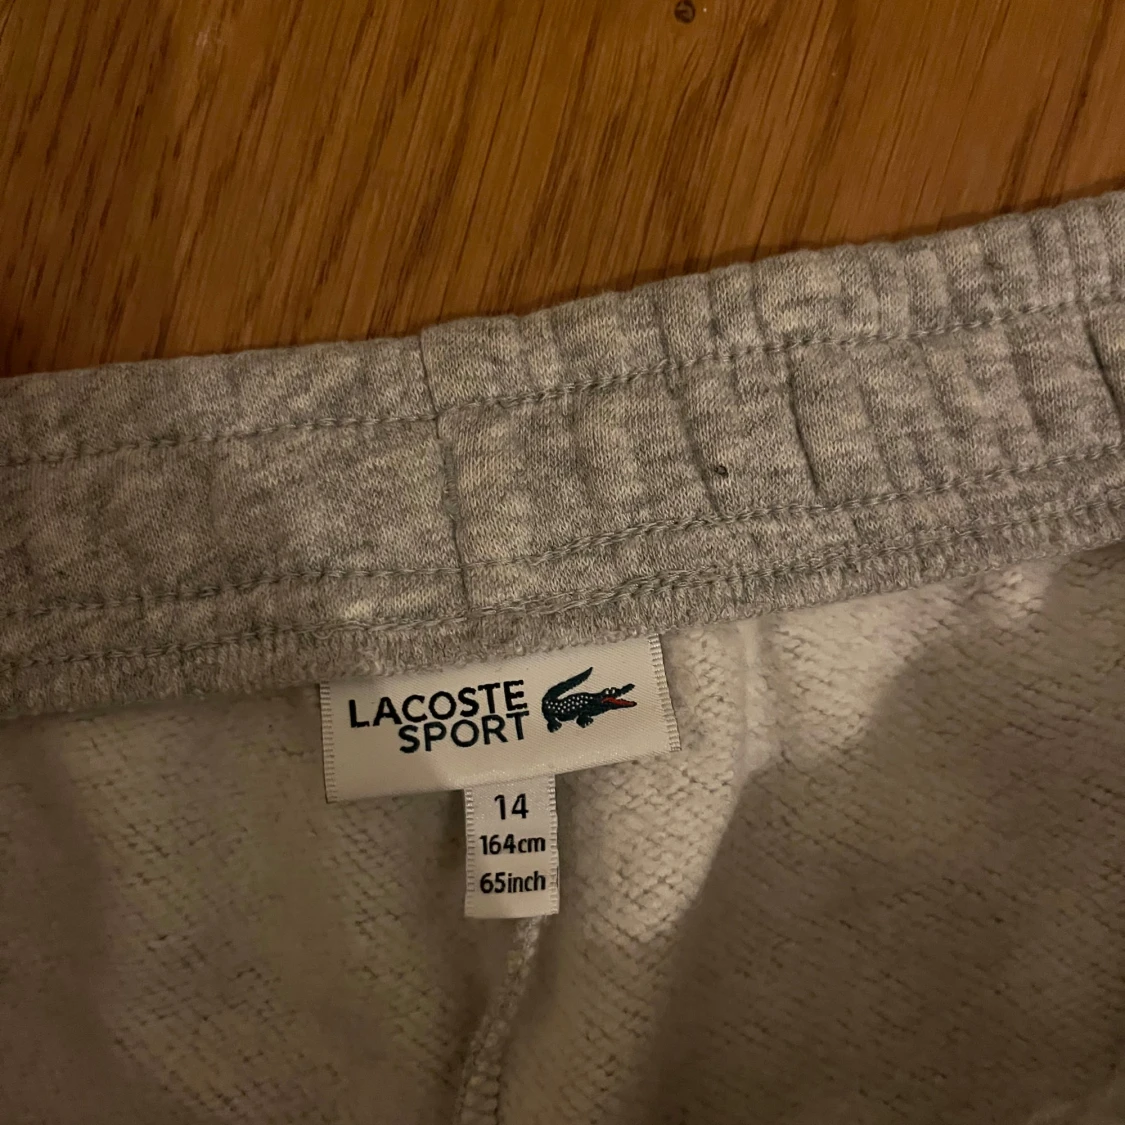 LACOSTE
SPORT
14
164cm
65inch